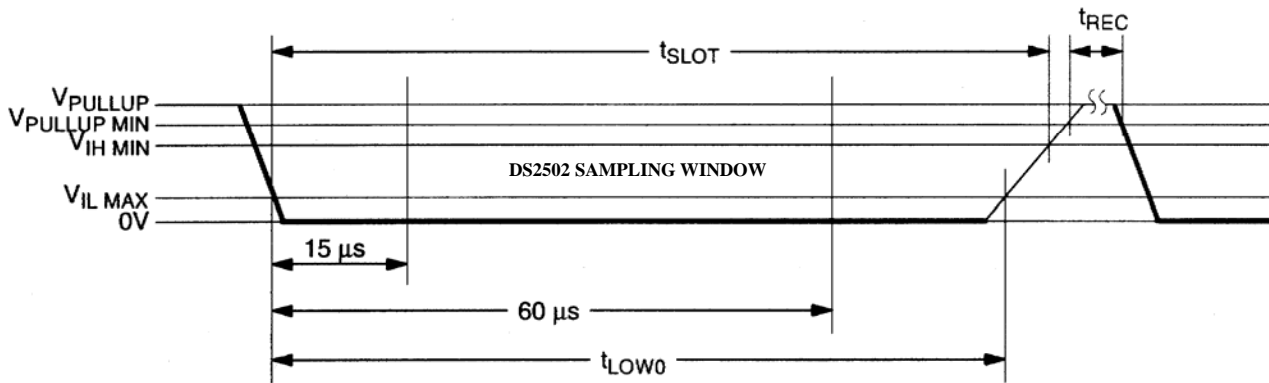 tREC
tSLOT
VPULLUP
VPULLUP MIN
VIH MIN
DS2502 SAMPLING WINDOW
VIL MAX
0V
15 µs
60 µs
tLOW0